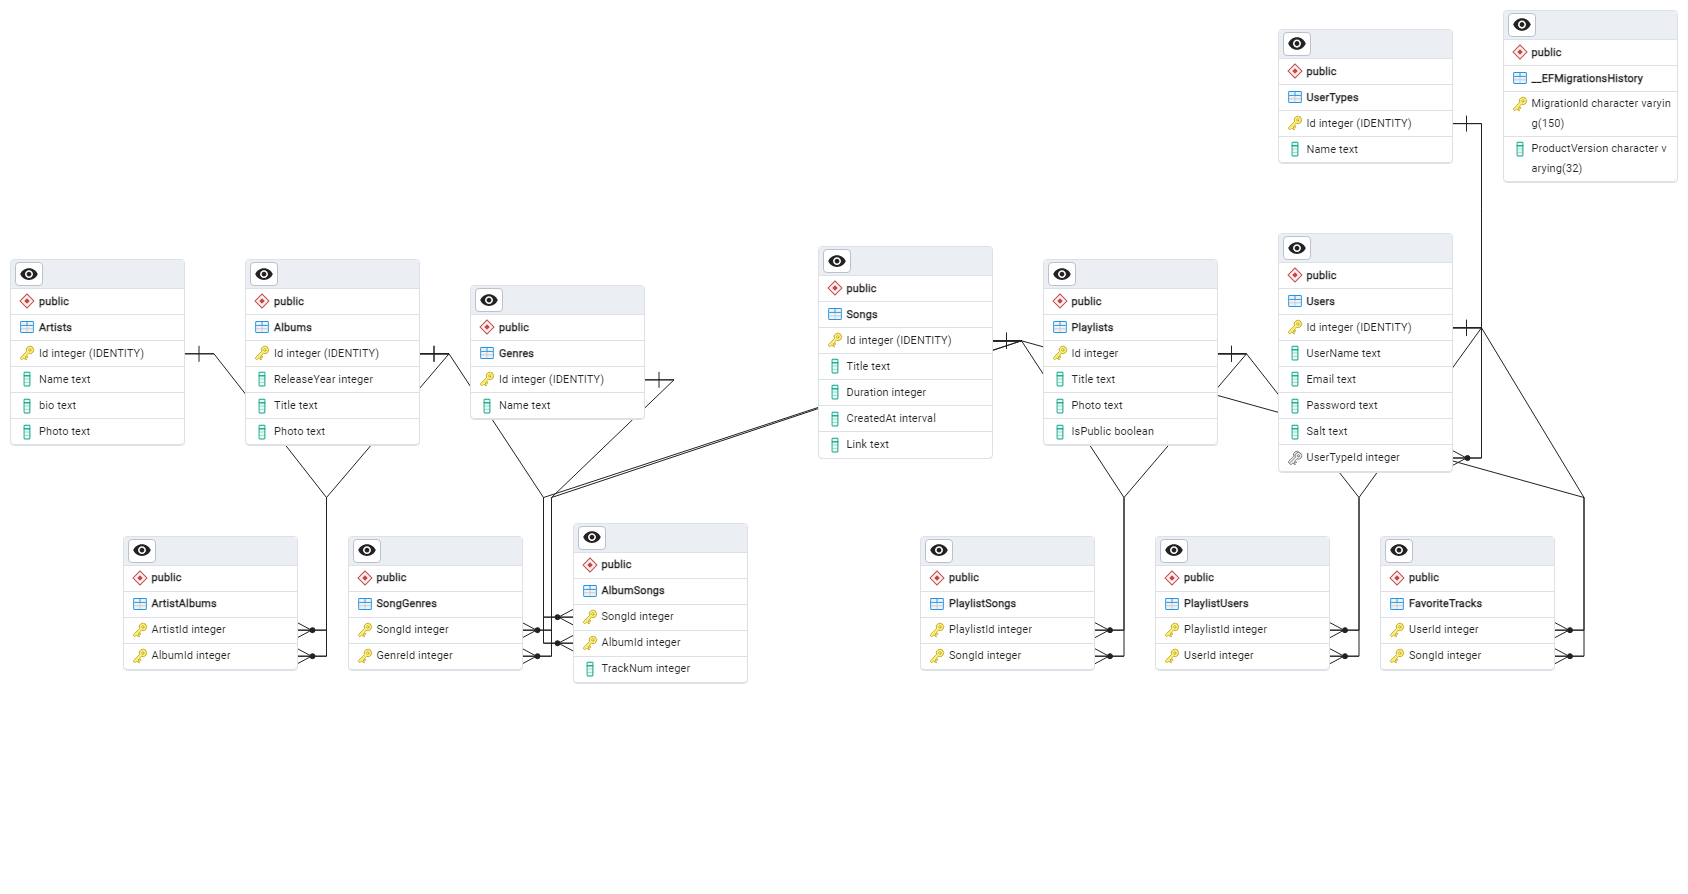 public
UserTypes
Id integer (IDENTITY)
Name text
public
__EFMigrationsHistory
MigrationId character varyin
g(150)
ProductVersion character v
arying(32)
public
Artists
Id integer (IDENTITY)
Name text
bio text
Photo text
public
Albums
Id integer (IDENTITY)
ReleaseYear integer
Title text
Photo text
public
Genres
Id integer (IDENTITY)
Name text
public
Songs
Id integer (IDENTITY)
Title text
Duration integer
CreatedAt interval
Link text
public
Playlists
Id integer
Title text
Photo text
IsPublic boolean
public
Users
Id integer (IDENTITY)
UserName text
Email text
Password text
Salt text
UserTypeId integer
public
ArtistAlbums
ArtistId integer
AlbumId integer
public
SongGenres
SongId integer
GenreId integer
public
AlbumSongs
SongId integer
AlbumId integer
TrackNum integer
public
PlaylistSongs
PlaylistId integer
SongId integer
public
PlaylistUsers
PlaylistId integer
UserId integer
public
FavoriteTracks
UserId integer
SongId integer